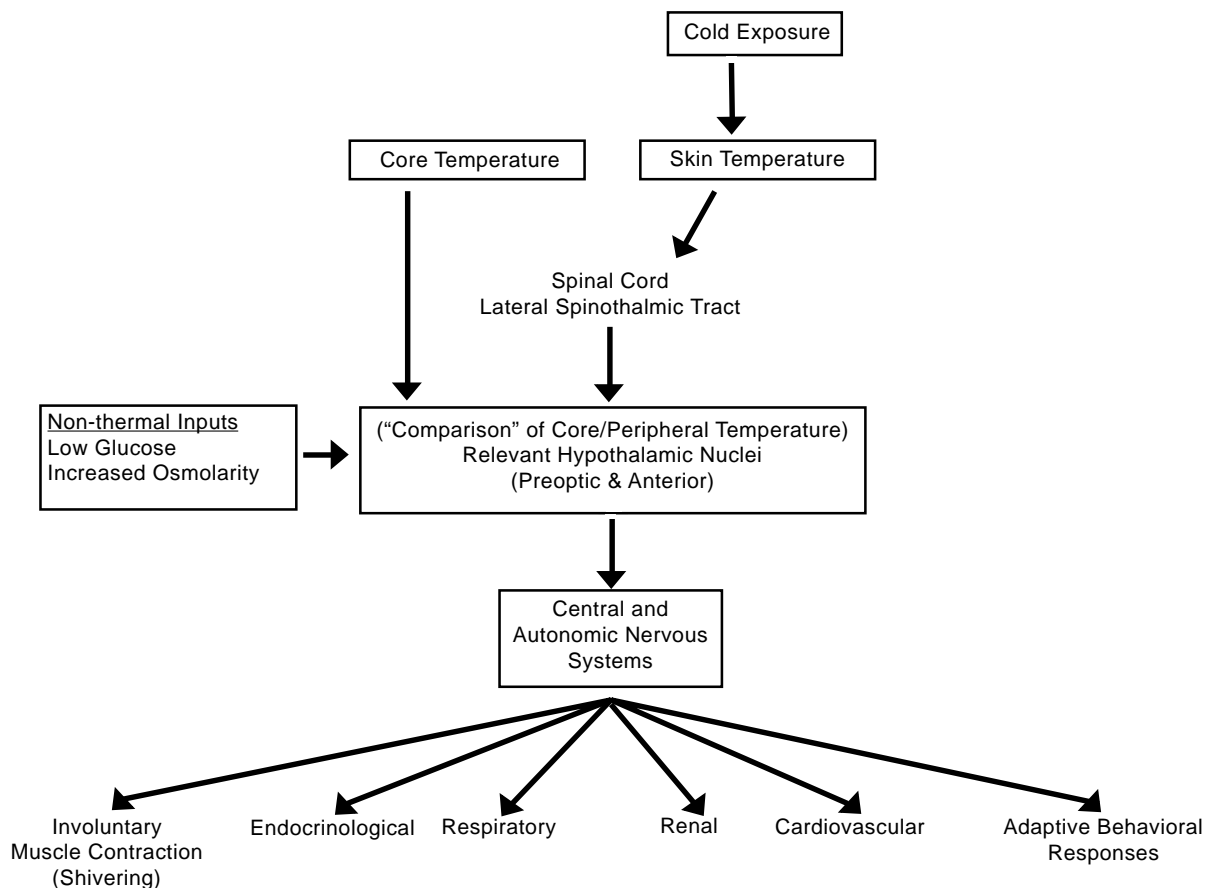 Cold Exposure
Core Temperature
Skin Temperature
Spinal Cord
Lateral Spinothalmic Tract
Non-thermal Inputs
Low Glucose
Increased Osmolarity
(“Comparison” of Core/Peripheral Temperature)
Relevant Hypothalamic Nuclei
(Preoptic & Anterior)
Central and
Autonomic Nervous
Systems
Involuntary
Muscle Contraction
(Shivering)
Endocrinological
Respiratory
Renal
Cardiovascular
Adaptive Behavioral
Responses